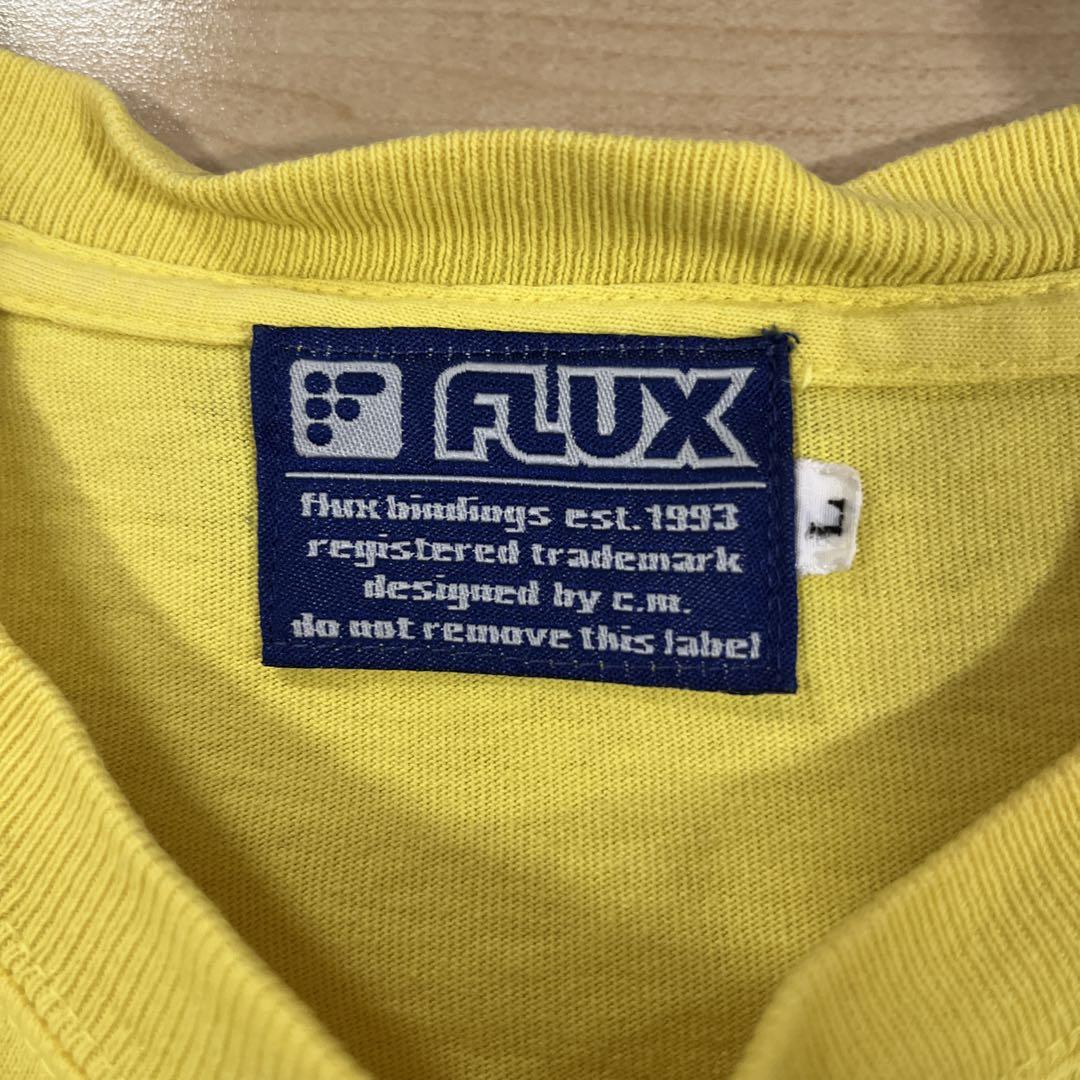 FLUX
flux bindings est.1993
registered trademark
designed by c.m.
do not remove this label
L